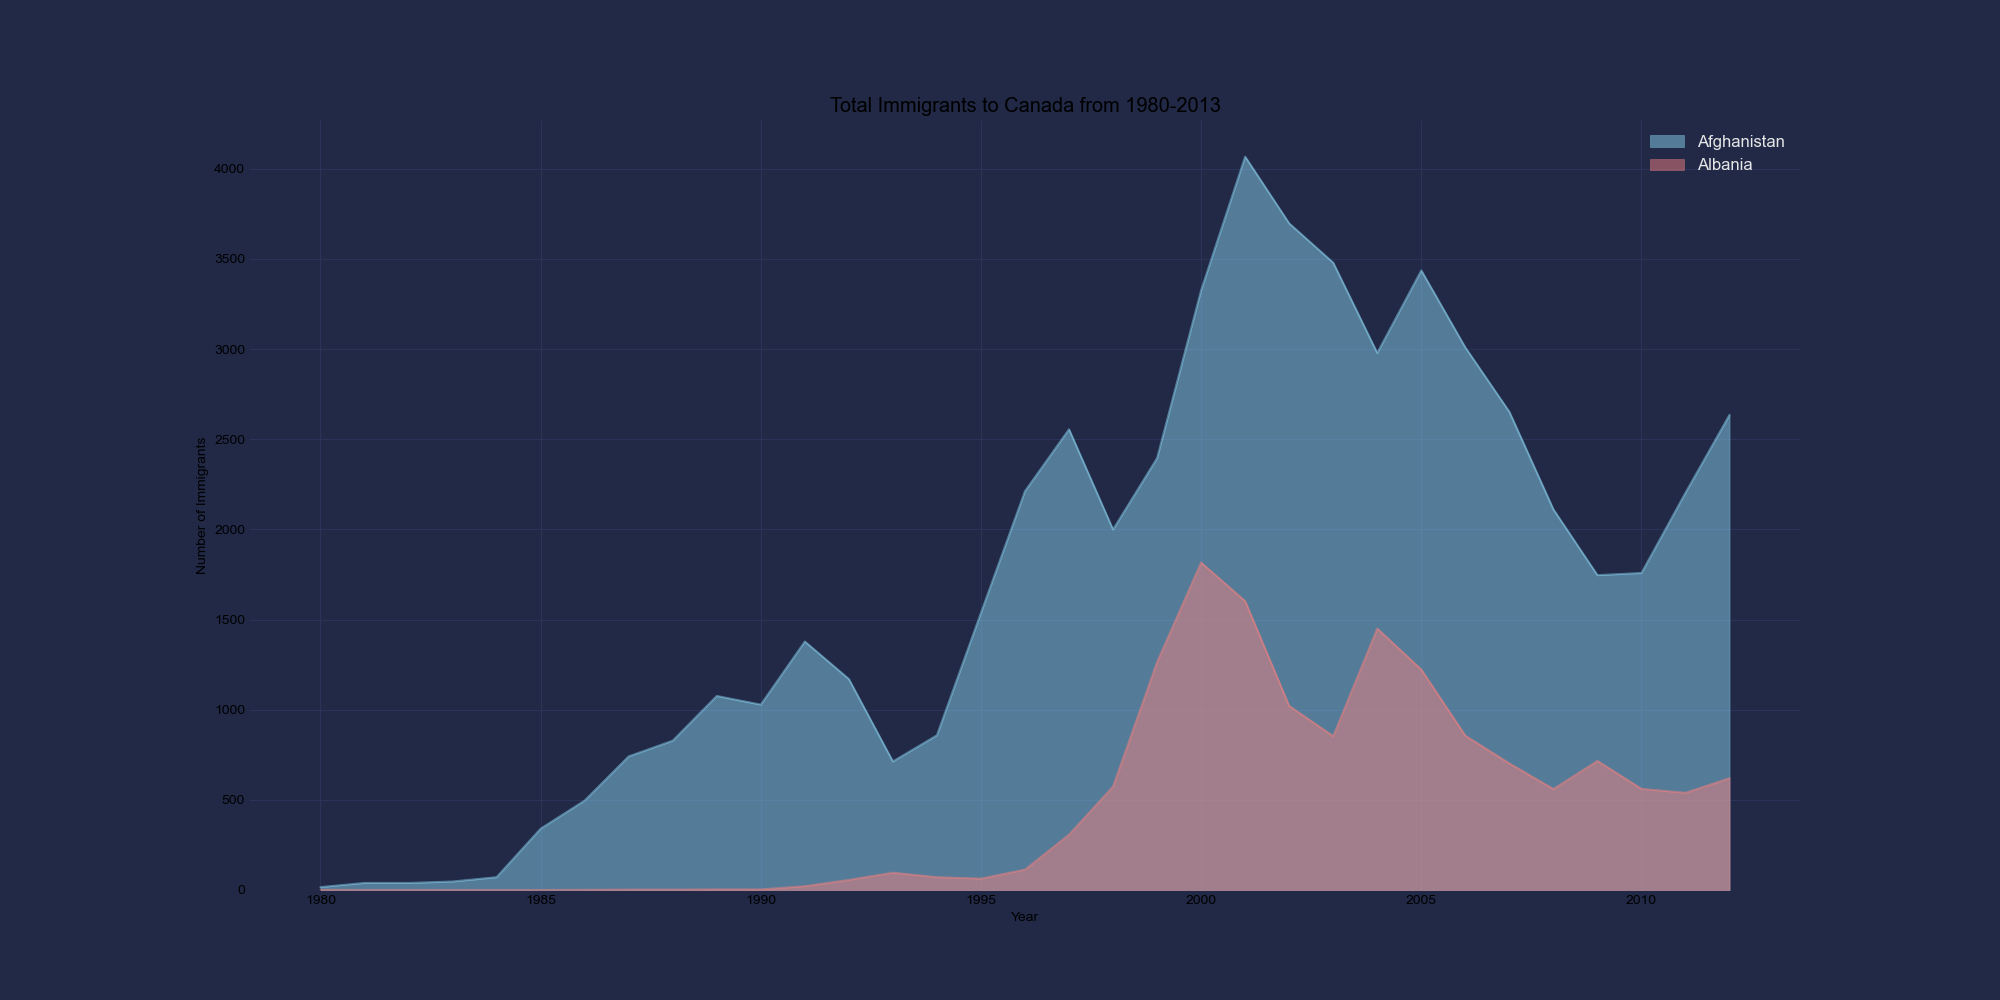 Total Immigrants to Canada from 1980-2013
Afghanistan
Albania
4000
3500
3000
2500
2000
1500
1000
500
0
Number of Immigrants
1980 1985 1990 1995 2000 2005 2010
Year